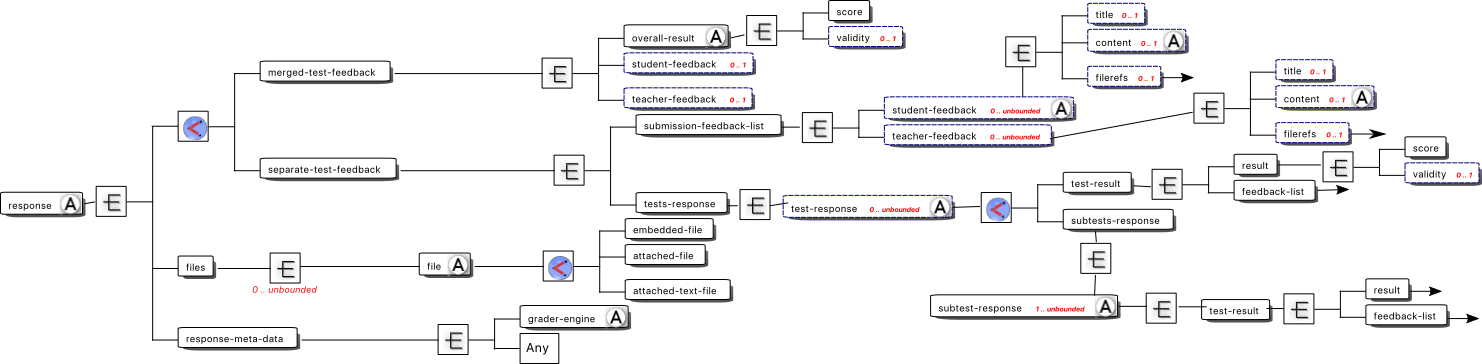 response A
merged-test-feedback
overall-result A
score
validity 0 .. 1
student-feedback 0 .. 1
teacher-feedback 0 .. 1
separate-test-feedback
submission-feedback-list
student-feedback 0 .. unbounded A
title 0 .. 1
content 0 .. 1 A
filerefs 0 .. 1
teacher-feedback 0 .. unbounded
title 0 .. 1
content 0 .. 1 A
filerefs 0 .. 1
tests-response
test-response 0 .. unbounded A
test-result
result
score
validity 0 .. 1
feedback-list
subtests-response
subtest-response 1 .. unbounded A
test-result
result
feedback-list
files
0 .. unbounded
file A
embedded-file
attached-file
attached-text-file
response-meta-data
grader-engine A
Any